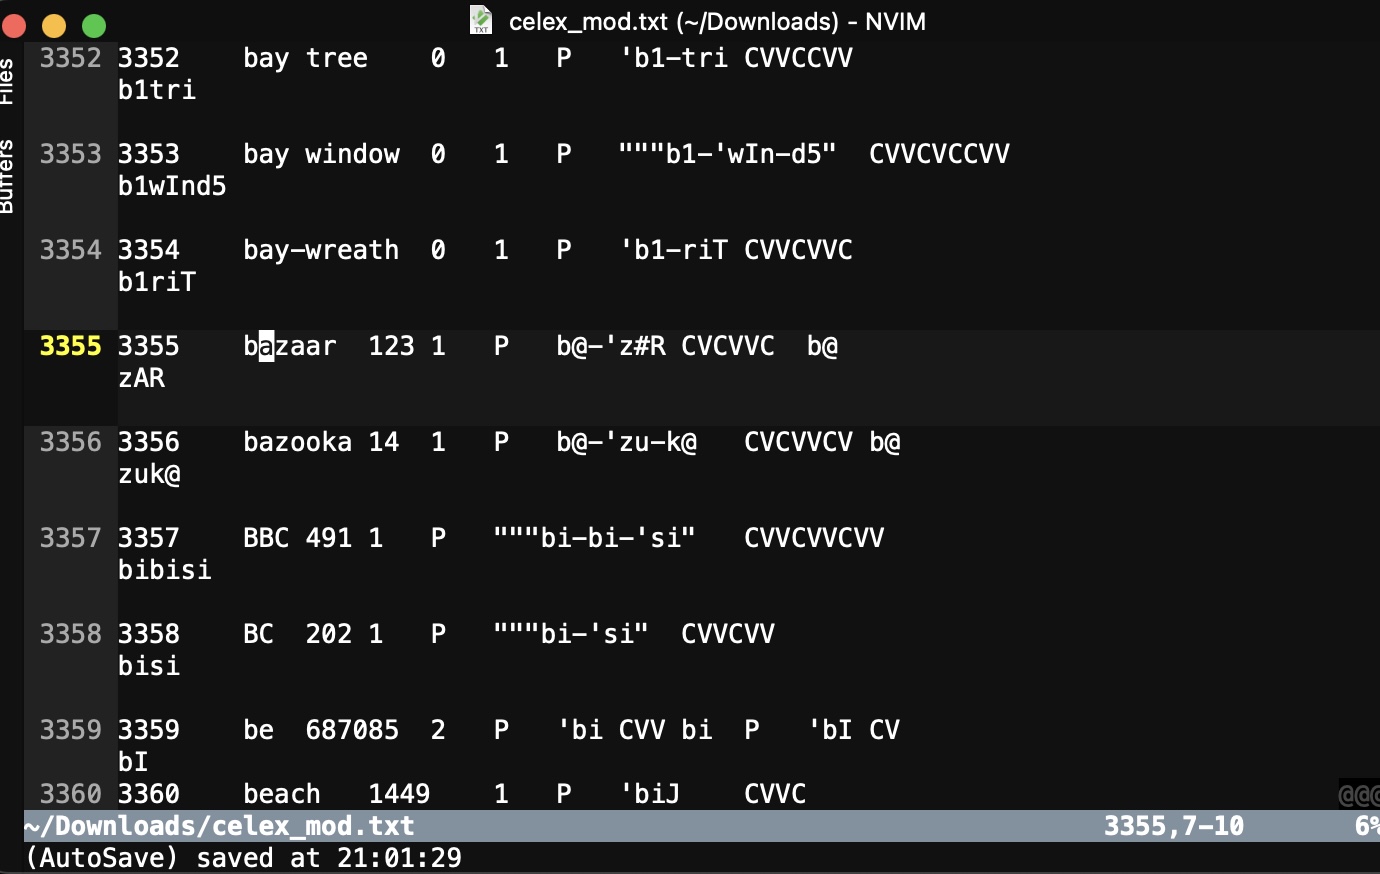 celex_mod.txt (~/Downloads) - NVIM
Files
Buffers
3352 3352 bay tree 0 1 P 'b1-tri CVVCCVV
b1tri
3353 3353 bay window 0 1 P """b1-'wIn-d5" CVVCVCCVV
b1wInd5
3354 3354 bay-wreath 0 1 P 'b1-riT CVVCVVC
b1riT
3355 3355 bazaar 123 1 P b@-'z#R CVCVVC b@
zAR
3356 3356 bazooka 14 1 P b@-'zu-k@ CVCVVCV b@
zuk@
3357 3357 BBC 491 1 P """bi-bi-'si" CVVCVVCVV
bibisi
3358 3358 BC 202 1 P """bi-'si" CVVCVV
bisi
3359 3359 be 687085 2 P 'bi CVV bi P 'bI CV
bI
3360 3360 beach 1449 1 P 'biJ CVVC @@@
~/Downloads/celex_mod.txt 3355,7-10 6%
(AutoSave) saved at 21:01:29